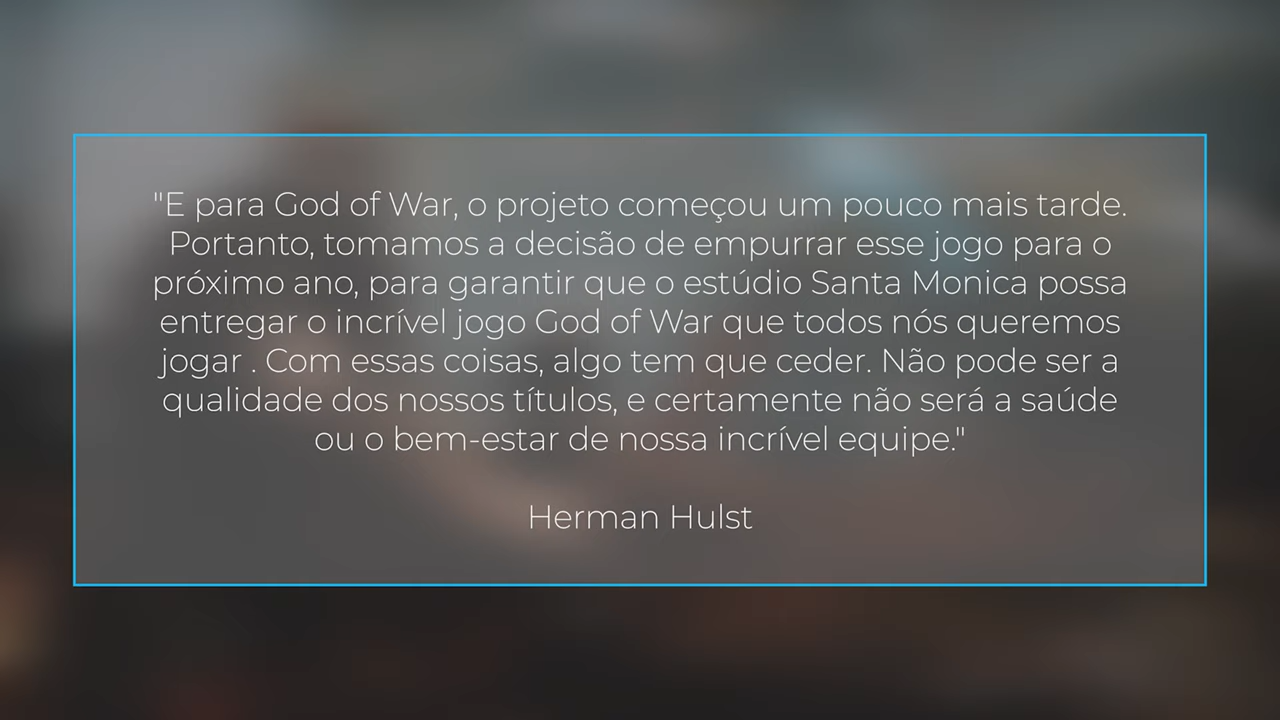 "E para God of War, o projeto começou um pouco mais tarde.
Portanto, tomamos a decisão de empurrar esse jogo para o
próximo ano, para garantir que o estúdio Santa Monica possa
entregar o incrível jogo God of War que todos nós queremos
jogar . Com essas coisas, algo tem que ceder. Não pode ser a
qualidade dos nossos títulos, e certamente não será a saúde
ou o bem-estar de nossa incrível equipe."
Herman Hulst